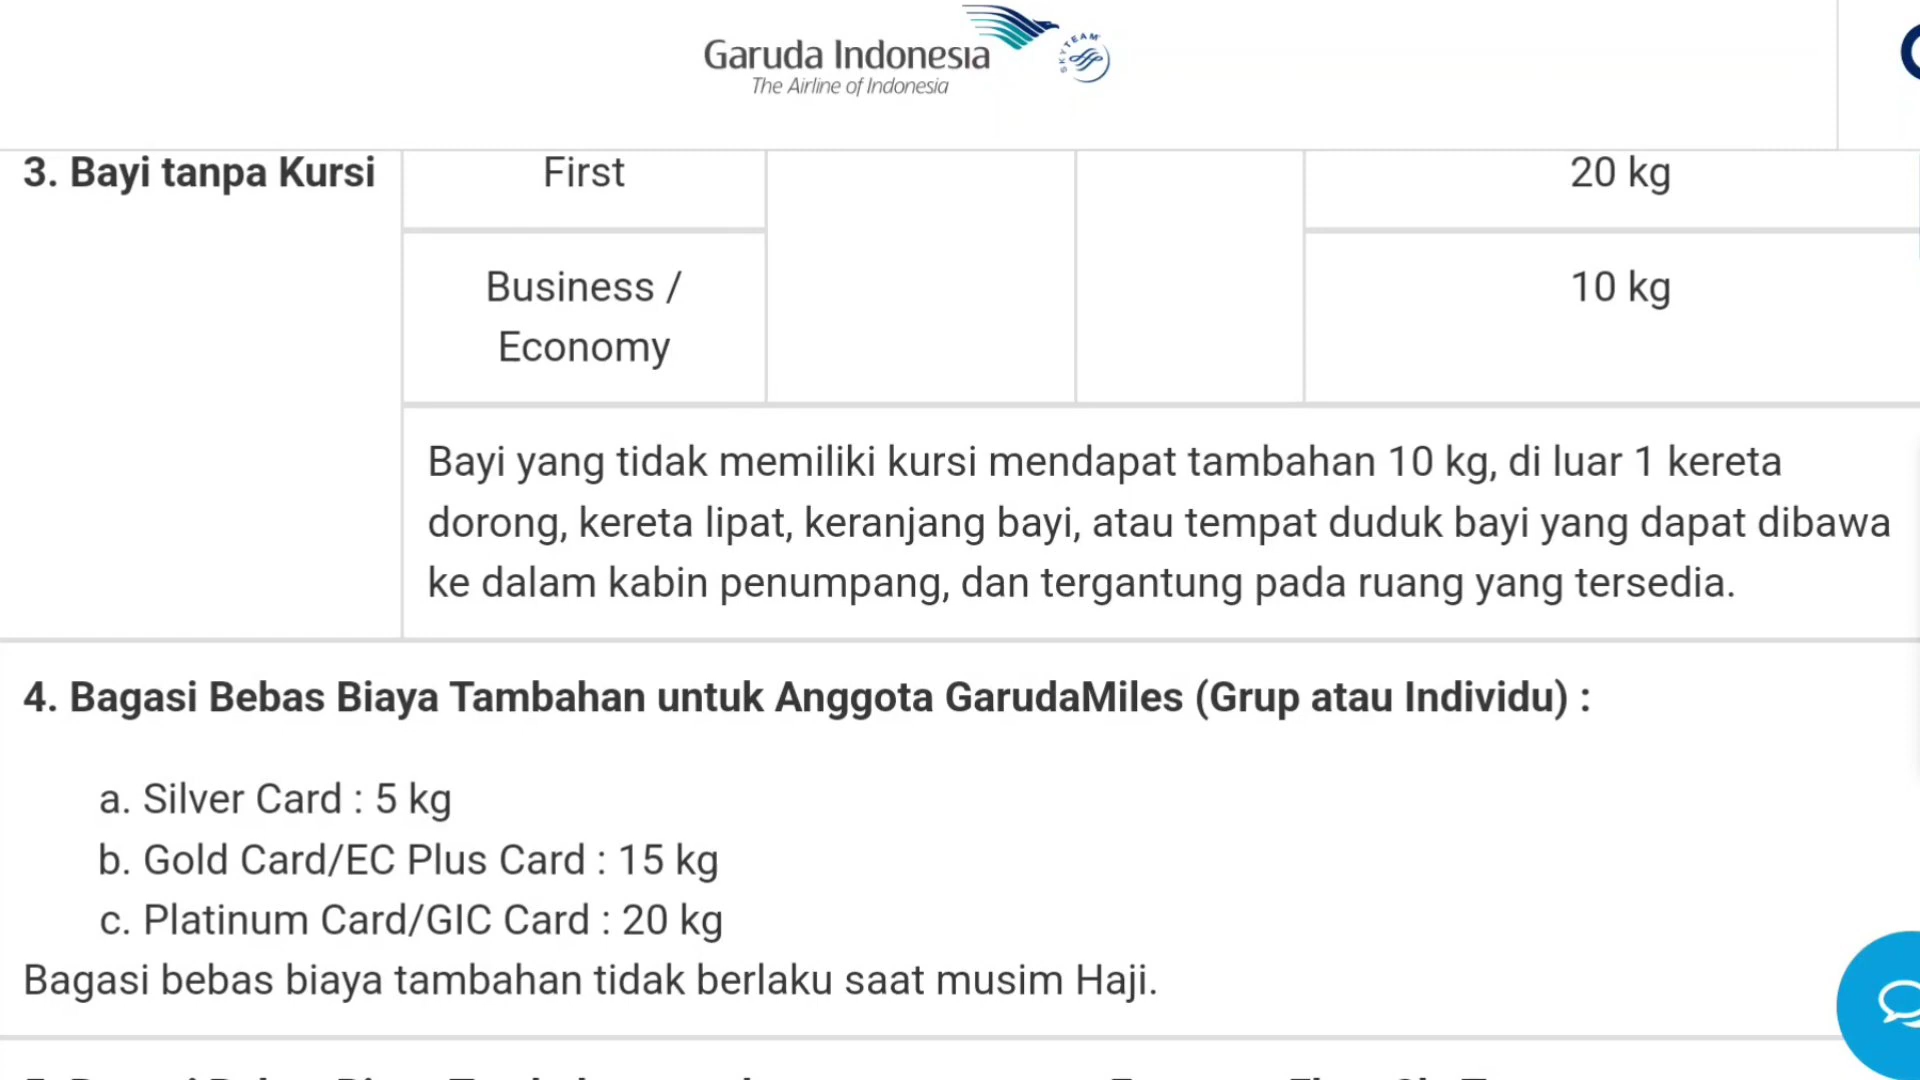 Garuda Indonesia
The Airline of Indonesia
SKYTEAM
3. Bayi tanpa Kursi
First
20 kg
Business /
Economy
10 kg
Bayi yang tidak memiliki kursi mendapat tambahan 10 kg, di luar 1 kereta
dorong, kereta lipat, keranjang bayi, atau tempat duduk bayi yang dapat dibawa
ke dalam kabin penumpang, dan tergantung pada ruang yang tersedia.
4. Bagasi Bebas Biaya Tambahan untuk Anggota GarudaMiles (Grup atau Individu) :
a. Silver Card : 5 kg
b. Gold Card/EC Plus Card : 15 kg
c. Platinum Card/GIC Card : 20 kg
Bagasi bebas biaya tambahan tidak berlaku saat musim Haji.